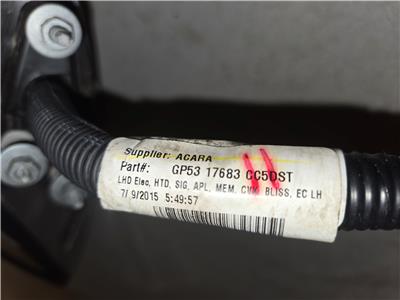 Supplier: ACARA
Part#: GP53 17683 CC5DST
LHD Elec, HTD, SIG, APL, MEM, CVM, BLISS, EC LH
7/ 9/2015 5:49:57